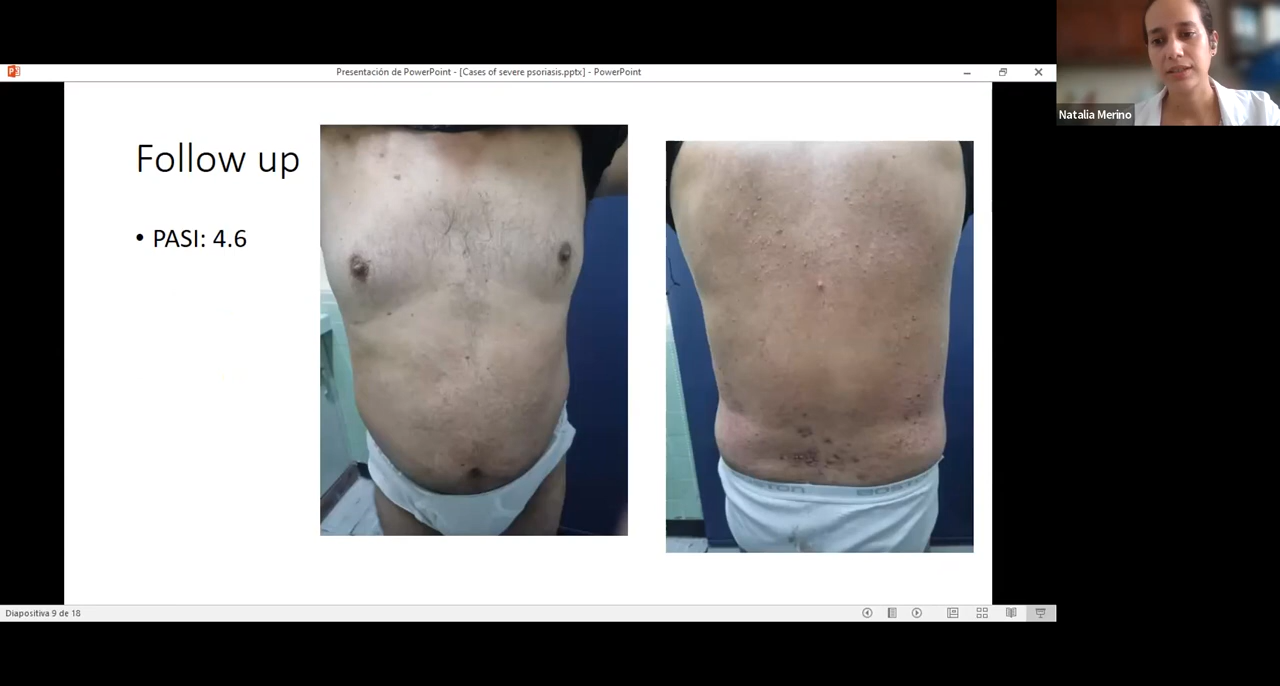 Presentación de PowerPoint - [Cases of severe psoriasis.pptx] - PowerPoint
Natalia Merino
Follow up
• PASI: 4.6
BOSTON
Diapositiva 9 de 18